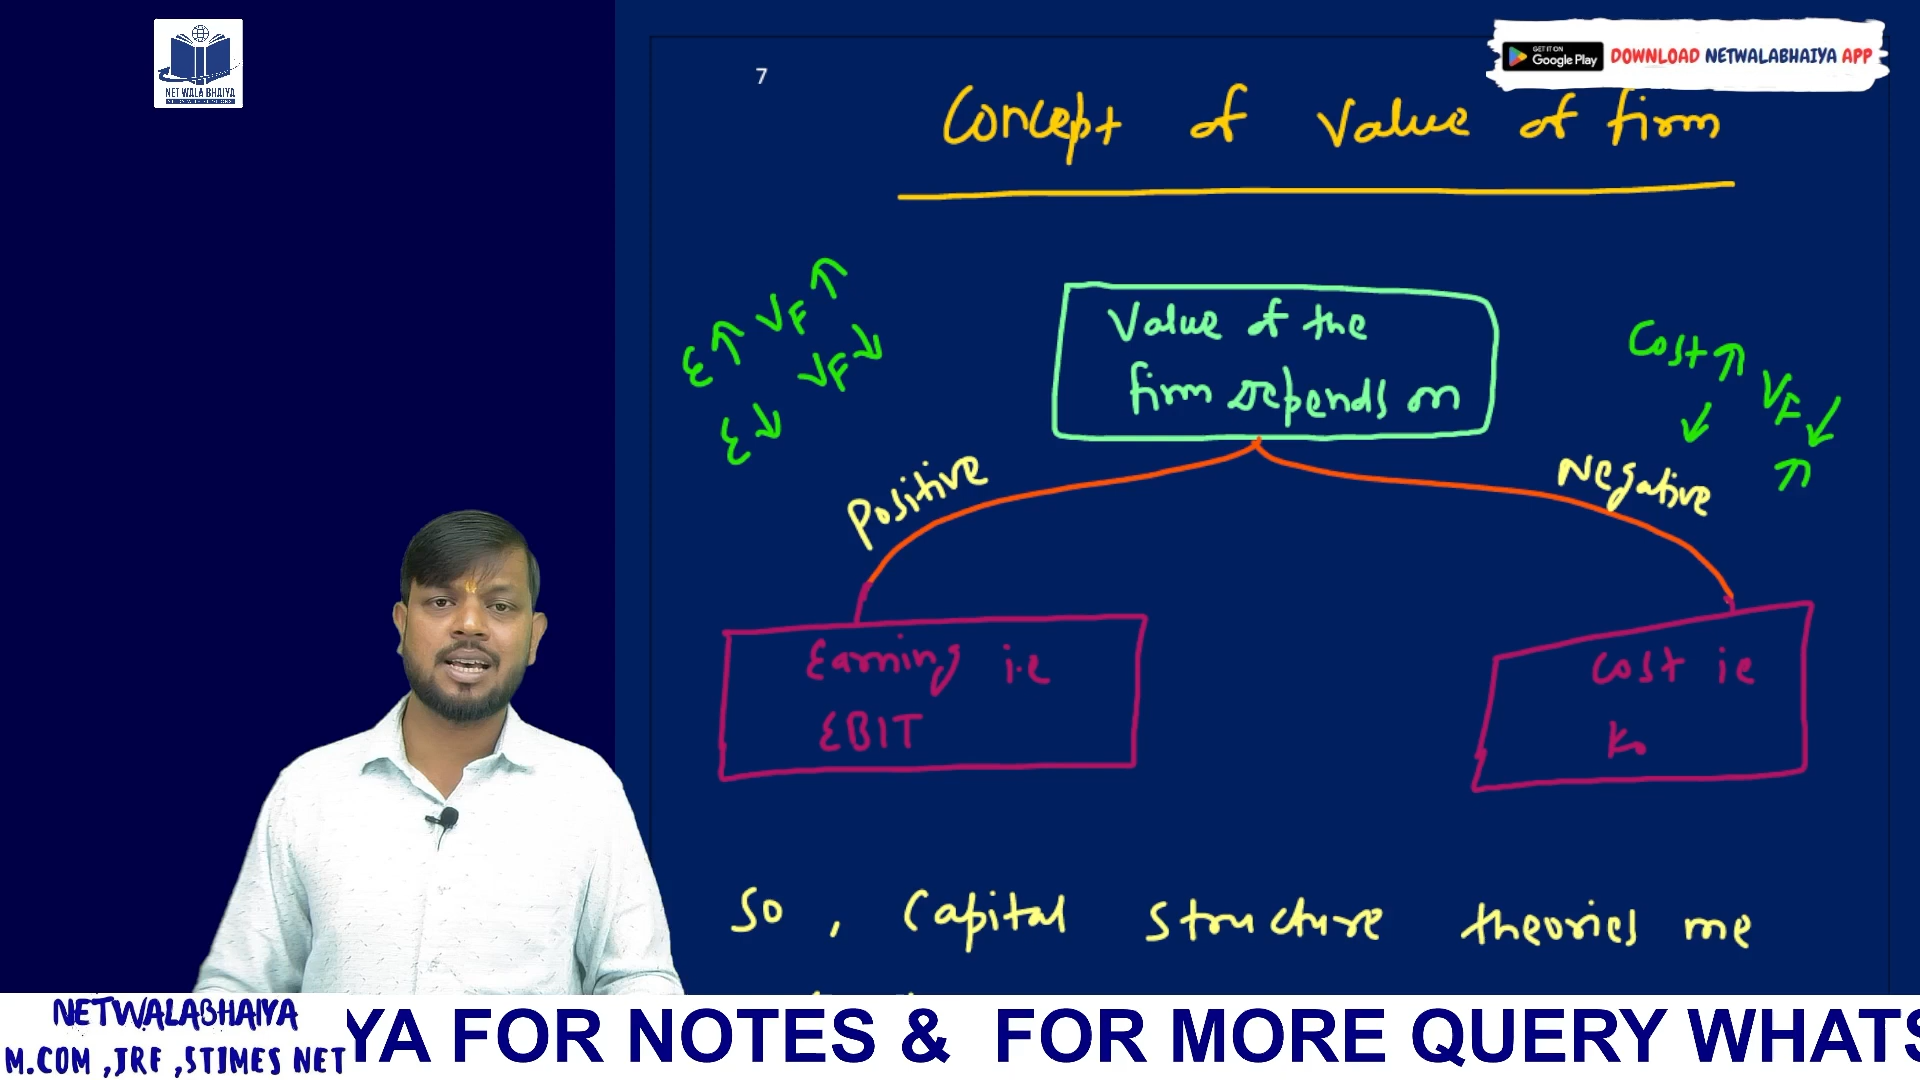 NET WALA BHAIYA
7
GET IT ON
Google Play
DOWNLOAD NETWALABHAIYA APP
Concept of Value of firm
Value of the
firm depends on
E↑ VF↑
E↓ VF↓
Cost↑ VF↓
↓ ↑
Positive
Negative
Earning i.e
EBIT
Cost ie
Ko
So, Capital Structure theories me
NETWALABHAIYA
M.COM ,JRF ,5TIMES NET
YA FOR NOTES & FOR MORE QUERY WHATS